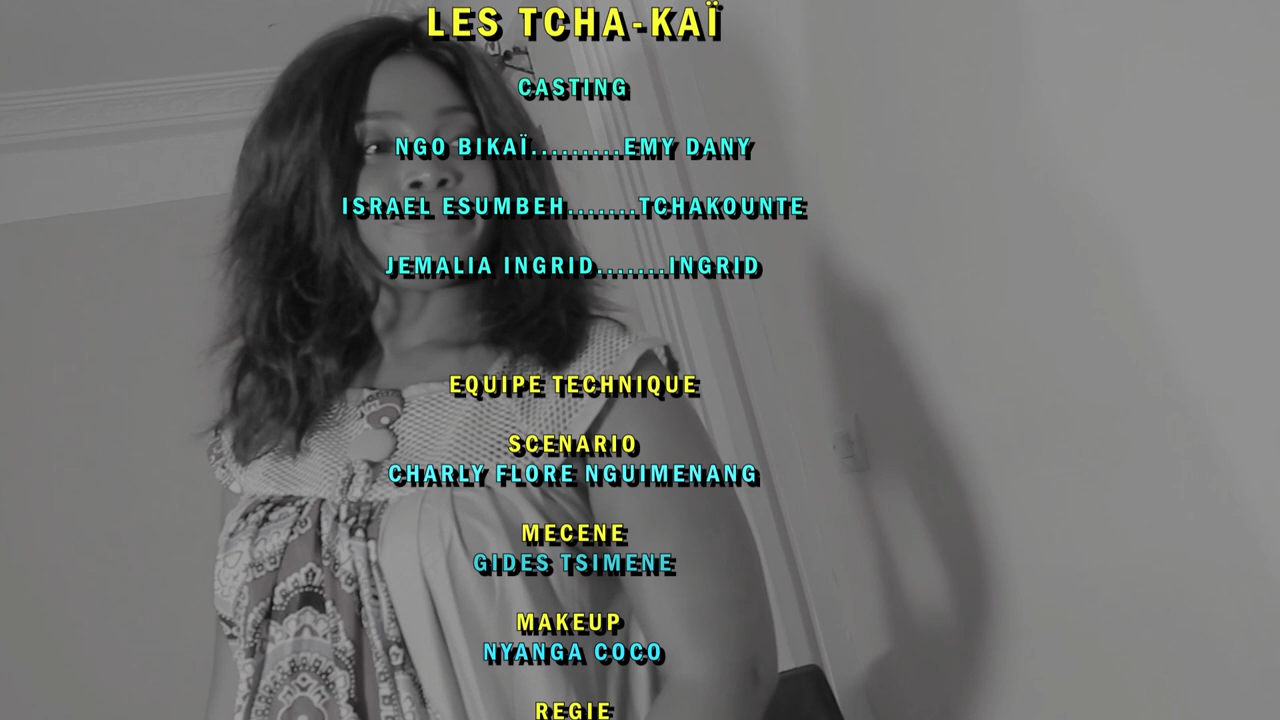 LES TCHA-KAÏ
CASTING
NGO BIKAÏ.........EMY DANY
ISRAEL ESUMBEH.......TCHAKOUNTE
JEMALIA INGRID.......INGRID
EQUIPE TECHNIQUE
SCENARIO
CHARLY FLORE NGUIMENANG
MECENE
GIDES TSIMENE
MAKEUP
NYANGA COCO
REGIE